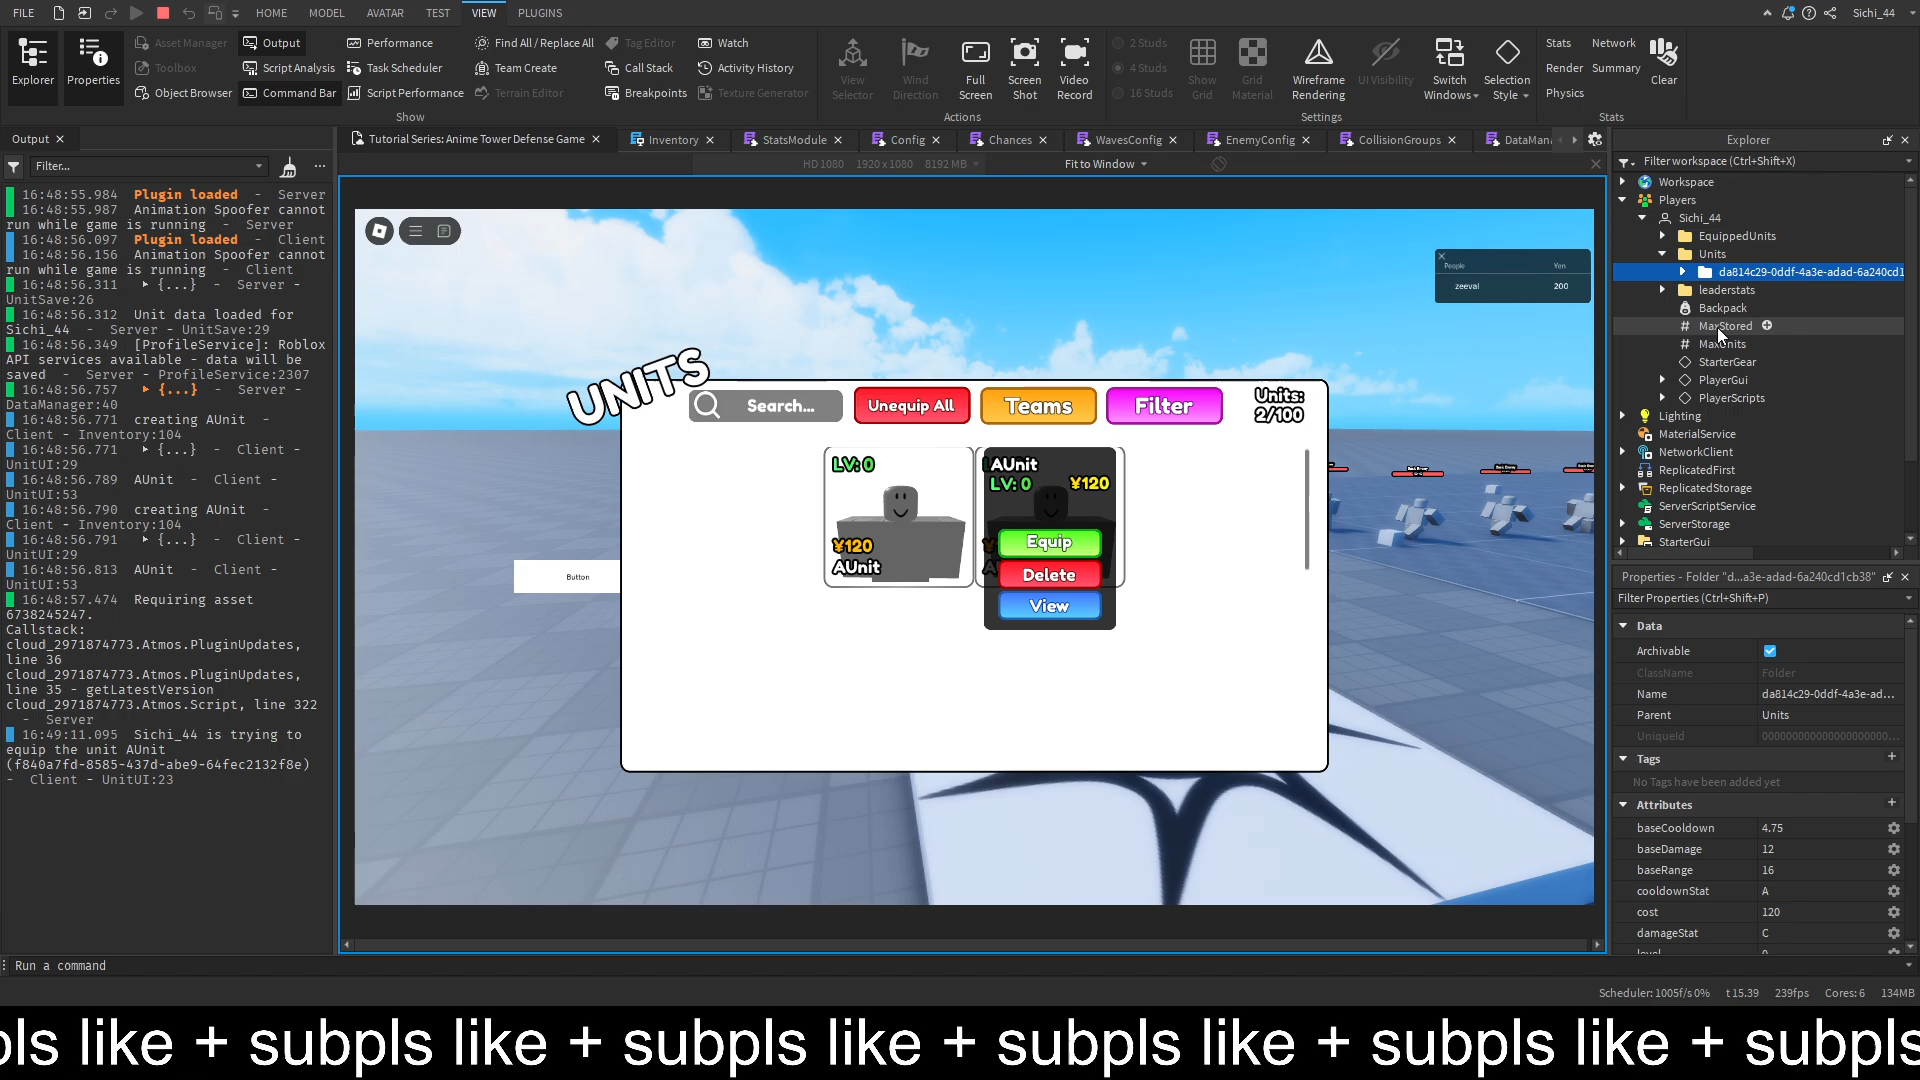 FILE
HOME
MODEL
AVATAR
TEST
VIEW
PLUGINS
Sichi_44
Explorer
Properties
Asset Manager
Toolbox
Object Browser
Output
Script Analysis
Command Bar
Performance
Task Scheduler
Script Performance
Find All / Replace All
Team Create
Terrain Editor
Tag Editor
Call Stack
Breakpoints
Watch
Activity History
Texture Generator
Show
View Selector
Wind Direction
Full Screen
Screen Shot
Video Record
Actions
2 Studs
4 Studs
16 Studs
Show Grid
Grid Material
Wireframe Rendering
UI Visibility
Switch Windows
Selection Style
Settings
Stats
Network
Render
Summary
Physics
Clear
Stats
Output
Tutorial Series: Anime Tower Defense Game
Inventory
StatsModule
Config
Chances
WavesConfig
EnemyConfig
CollisionGroups
DataMana
HD 1080 1920 x 1080 8192 MB
Fit to Window
Filter...
16:48:55.984 Plugin loaded - Server
16:48:55.987 Animation Spoofer cannot
run while game is running - Server
16:48:56.097 Plugin loaded - Client
16:48:56.156 Animation Spoofer cannot
run while game is running - Client
16:48:56.311 ▶ {...} - Server -
UnitSave:26
16:48:56.312 Unit data loaded for
Sichi_44 - Server - UnitSave:29
16:48:56.349 [ProfileService]: Roblox
API services available - data will be
saved - Server - ProfileService:2307
16:48:56.757 ▶ {...} - Server -
DataManager:40
16:48:56.771 creating AUnit -
Client - Inventory:104
16:48:56.771 ▶ {...} - Client -
UnitUI:29
16:48:56.789 AUnit - Client -
UnitUI:53
16:48:56.790 creating AUnit -
Client - Inventory:104
16:48:56.791 ▶ {...} - Client -
UnitUI:29
16:48:56.813 AUnit - Client -
UnitUI:53
16:48:57.474 Requiring asset
6738245247.
Callstack:
cloud_2971874773.Atmos.PluginUpdates,
line 36
cloud_2971874773.Atmos.PluginUpdates,
line 35 - getLatestVersion
cloud_2971874773.Atmos.Script, line 322
- Server
16:49:11.095 Sichi_44 is trying to
equip the unit AUnit
(f840a7fd-8585-437d-abe9-64fec2132f8e)
- Client - UnitUI:23
People Yen
zeeval 200
UNITS
Search...
Unequip All
Teams
Filter
Units:
2/100
LV: 0
¥120
AUnit
AUnit
LV: 0 ¥120
Equip
Delete
View
Button
Explorer
Filter workspace (Ctrl+Shift+X)
Workspace
Players
Sichi_44
EquippedUnits
Units
da814c29-0ddf-4a3e-adad-6a240cd1
leaderstats
Backpack
MaxStored
MaxUnits
StarterGear
PlayerGui
PlayerScripts
Lighting
MaterialService
NetworkClient
ReplicatedFirst
ReplicatedStorage
ServerScriptService
ServerStorage
StarterGui
Properties - Folder "d...a3e-adad-6a240cd1cb38"
Filter Properties (Ctrl+Shift+P)
Data
Archivable
ClassName Folder
Name da814c29-0ddf-4a3e-ad...
Parent Units
UniqueId 00000000000000000000...
Tags
No Tags have been added yet
Attributes
baseCooldown 4.75
baseDamage 12
baseRange 16
cooldownStat A
cost 120
damageStat C
level 0
Run a command
Scheduler: 1005f/s 0% t 15.39 239fps Cores: 6 134MB
pls like + subpls like + subpls like + subpls like + subpls like + subpls